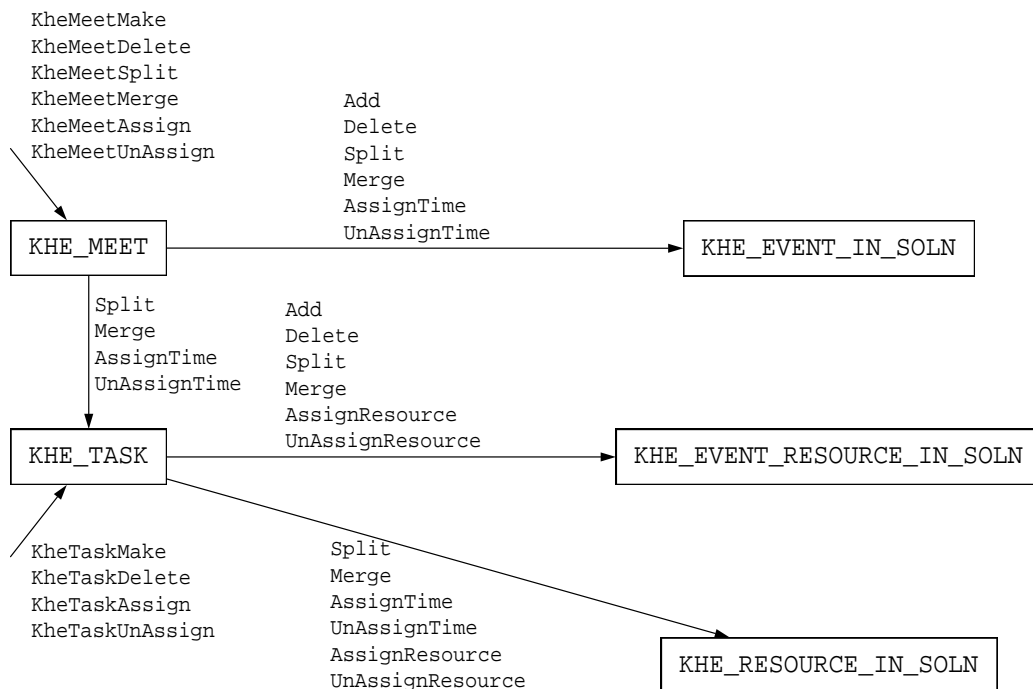 KheMeetMake
KheMeetDelete
KheMeetSplit
KheMeetMerge
KheMeetAssign
KheMeetUnAssign
Add
Delete
Split
Merge
AssignTime
UnAssignTime
KHE_MEET
KHE_EVENT_IN_SOLN
Split
Merge
AssignTime
UnAssignTime
Add
Delete
Split
Merge
AssignResource
UnAssignResource
KHE_TASK
KHE_EVENT_RESOURCE_IN_SOLN
KheTaskMake
KheTaskDelete
KheTaskAssign
KheTaskUnAssign
Split
Merge
AssignTime
UnAssignTime
AssignResource
UnAssignResource
KHE_RESOURCE_IN_SOLN